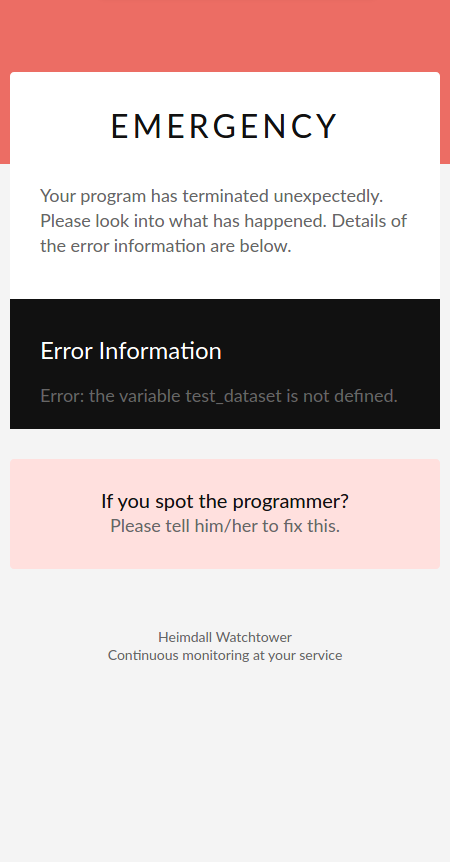 EMERGENCY
Your program has terminated unexpectedly.
Please look into what has happened. Details of
the error information are below.
Error Information
Error: the variable test_dataset is not defined.
If you spot the programmer?
Please tell him/her to fix this.
Heimdall Watchtower
Continuous monitoring at your service